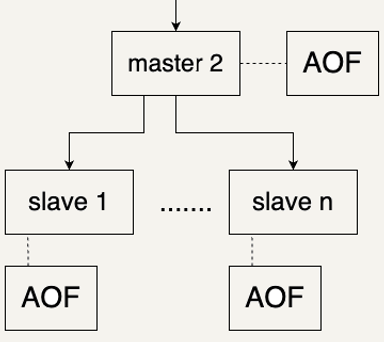 master 2
AOF
slave 1
.......
slave n
AOF
AOF